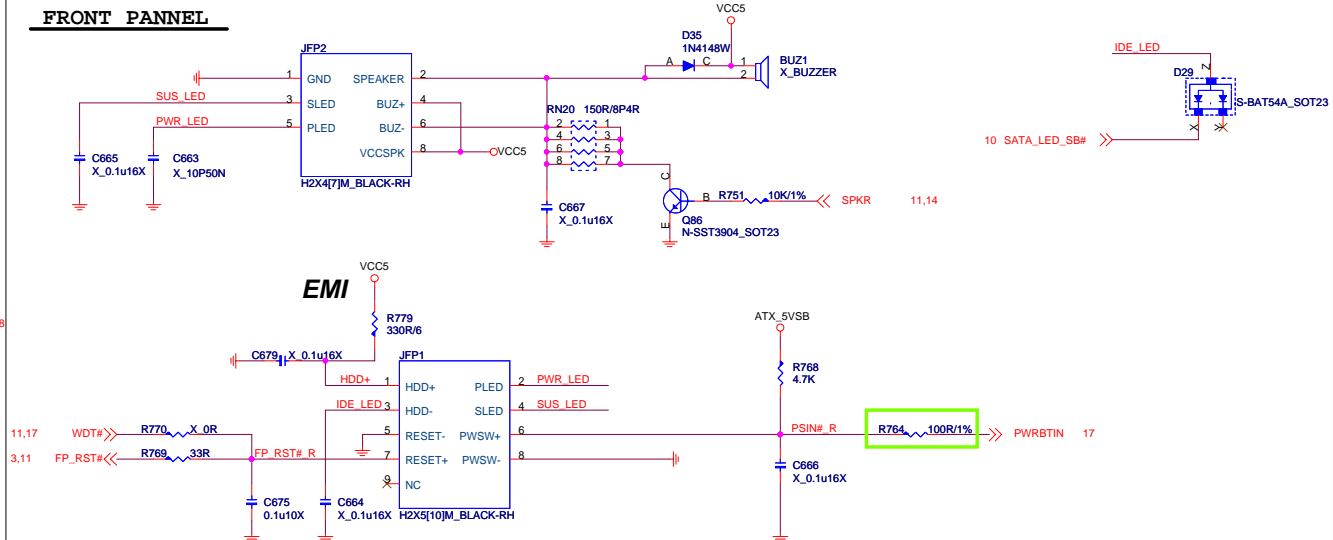 FRONT PANNEL
VCC5
IDE_LED
JFP2
D35
1N4148W
A C
1
2
BUZ1
X_BUZZER
Z
D29
S-BAT54A_SOT23
X Y
10 SATA_LED_SB#
1 GND SPEAKER 2
SUS_LED 3 SLED BUZ+ 4
PWR_LED 5 PLED BUZ- 6
VCCSPK 8 VCC5
H2X4[7]M_BLACK-RH
RN20 150R/8P4R
2 1
4 3
6 5
8 7
C665
X_0.1u16X
C663
X_10P50N
C667
X_0.1u16X
C
B
E
R751 10K/1% SPKR 11,14
Q86
N-SST3904_SOT23
EMI
VCC5
R779
330R/6
8
C679 X_0.1u16X
JFP1
HDD+ 1 HDD+ PLED 2 PWR_LED
IDE_LED 3 HDD- SLED 4 SUS_LED
5 RESET- PWSW+ 6
7 RESET+ PWSW- 8
9 NC
H2X5[10]M_BLACK-RH
ATX_5VSB
R768
4.7K
PSIN#_R R764 100R/1% PWRBTIN 17
C666
X_0.1u16X
11,17 WDT# R770 X_0R
3,11 FP_RST# R769 33R FP_RST#_R
C675
0.1u10X
C664
X_0.1u16X